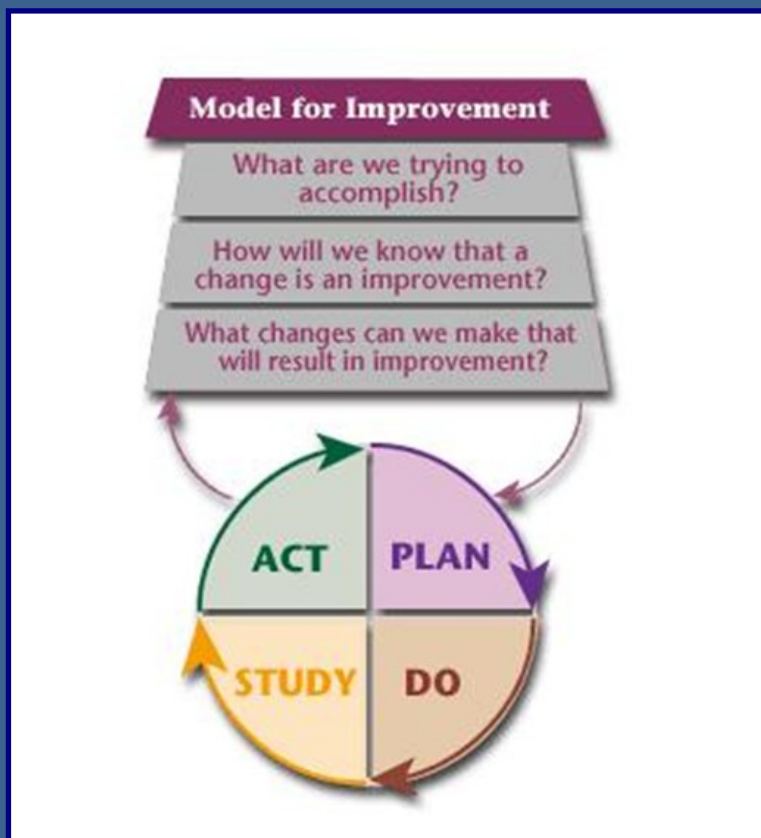 Model for Improvement
What are we trying to
accomplish?
How will we know that a
change is an improvement?
What changes can we make that
will result in improvement?
ACT PLAN
STUDY DO